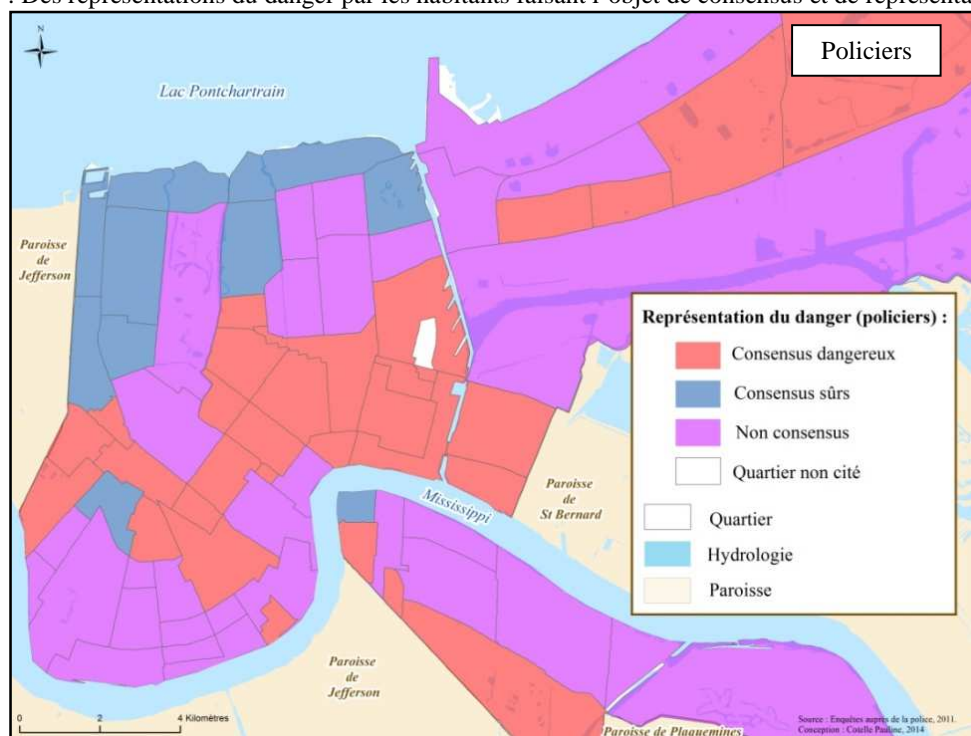 : Des représentations du danger par les habitants faisant l'objet de consensus et de représenta
Policiers
N
Lac Pontchartrain
Paroisse
de
Jefferson
Représentation du danger (policiers) :
Consensus dangereux
Consensus sûrs
Non consensus
Quartier non cité
Quartier
Hydrologie
Paroisse
Mississippi
Paroisse
de
St Bernard
Paroisse
de
Jefferson
0 2 4 Kilomètres
Paroisse de Plaquemines
Source : Enquêtes auprès de la police, 2011.
Conception : Cotelle Pauline, 2014